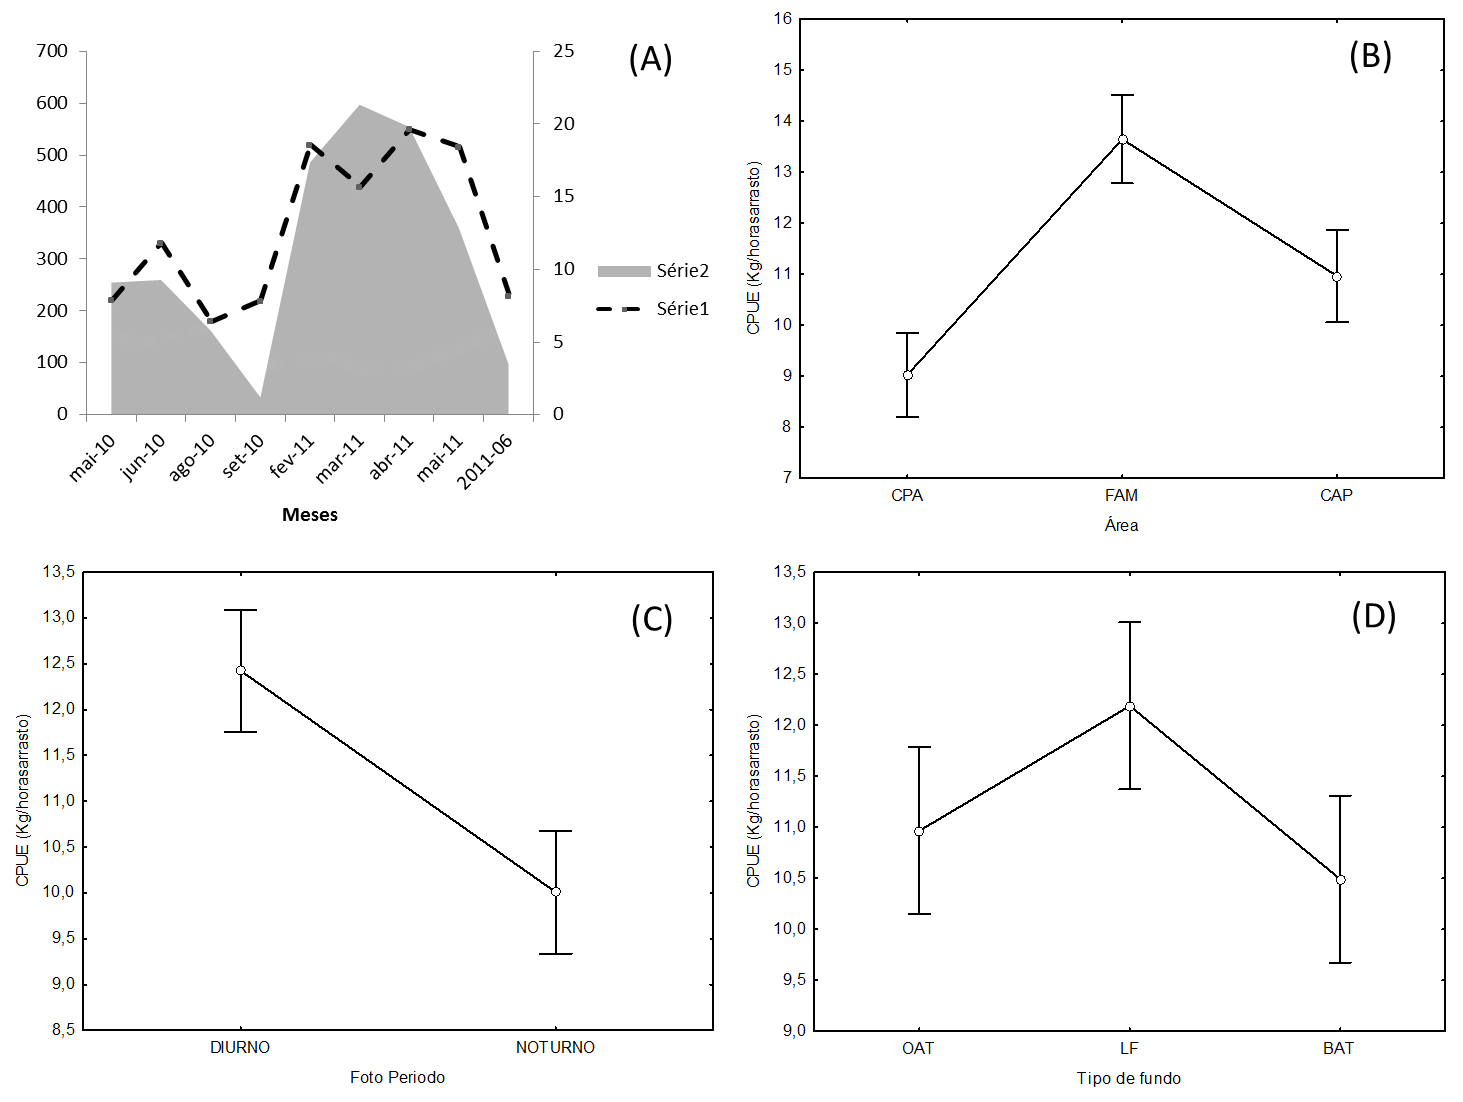 (A)
700
600
500
400
300
200
100
0
25
20
15
10
5
0
Série2
Série1
mai-10
jun-10
ago-10
set-10
fev-11
mar-11
abr-11
mai-11
2011-06
Meses
(B)
16
15
14
13
12
11
10
9
8
7
CPUE (Kg/horasarrasto)
CPA FAM CAP
Área
(C)
13,5
13,0
12,5
12,0
11,5
11,0
10,5
10,0
9,5
9,0
8,5
CPUE (Kg/horasarrasto)
DIURNO NOTURNO
Foto Periodo
(D)
13,5
13,0
12,5
12,0
11,5
11,0
10,5
10,0
9,5
9,0
CPUE (Kg/horasarrasto)
OAT LF BAT
Tipo de fundo